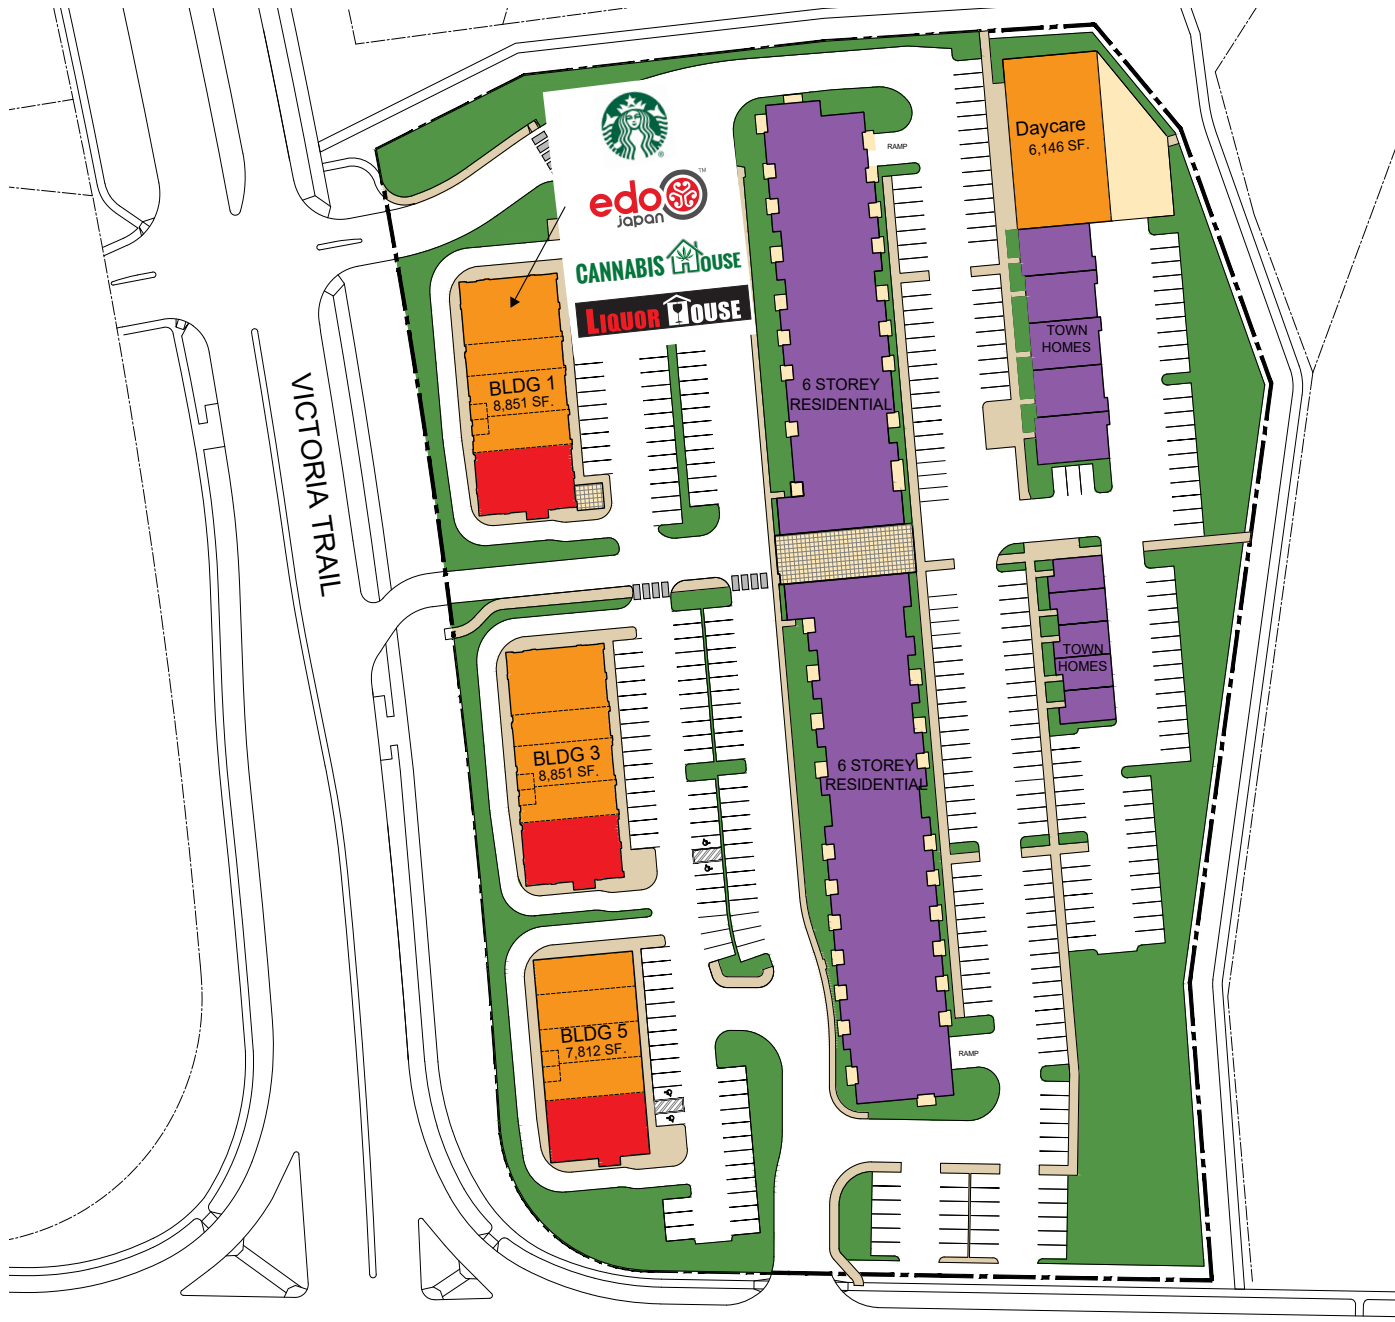 Daycare
6,146 SF.
RAMP
edo
japan
TM
CANNABIS HOUSE
LIQUOR HOUSE
BLDG 1
8,851 SF.
6 STOREY
RESIDENTIAL
TOWN
HOMES
VICTORIA TRAIL
BLDG 3
8,851 SF.
6 STOREY
RESIDENTIAL
TOWN
HOMES
BLDG 5
7,812 SF.
RAMP